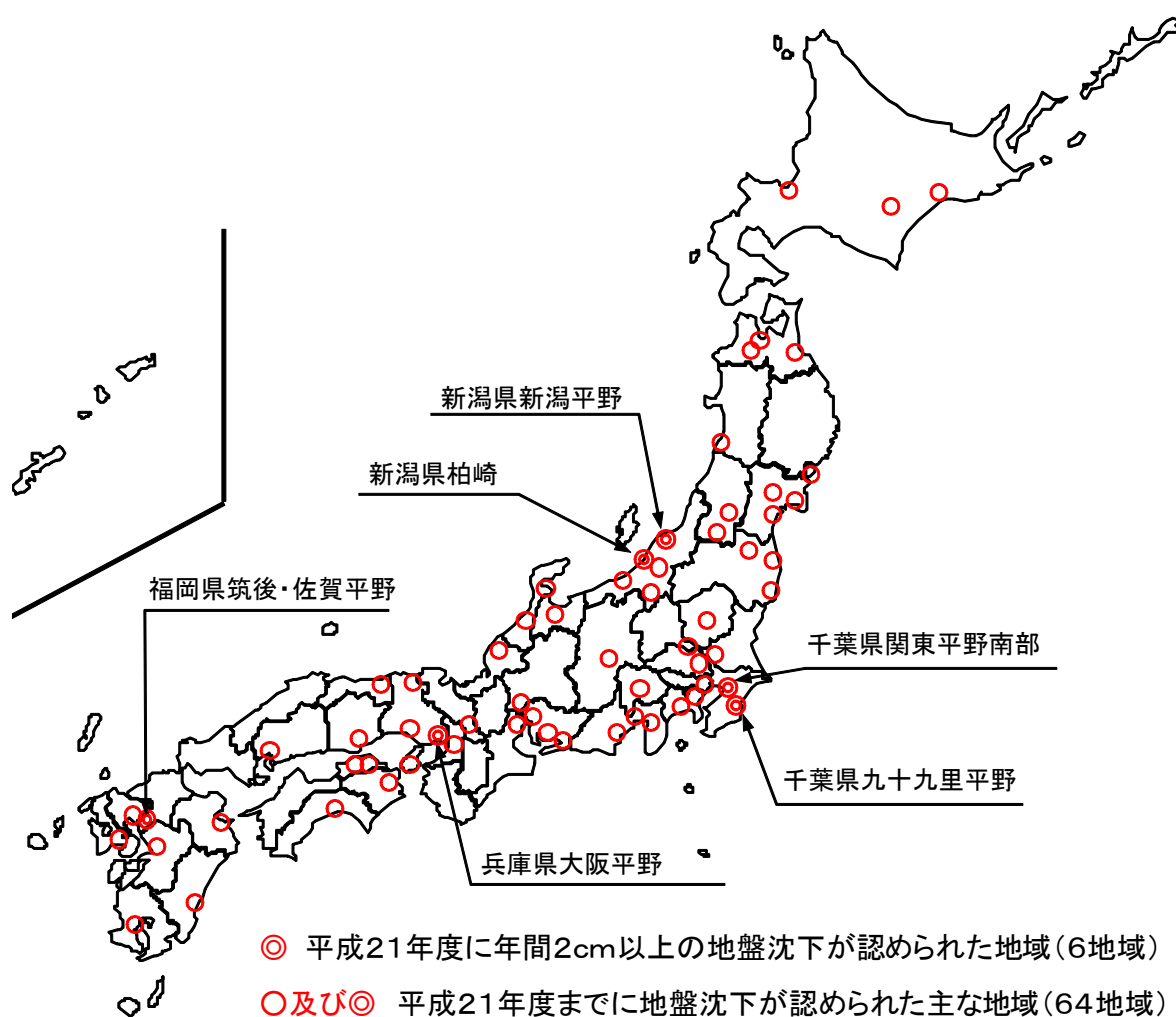 新潟県新潟平野
新潟県柏崎
福岡県筑後・佐賀平野
千葉県関東平野南部
千葉県九十九里平野
兵庫県大阪平野
◎ 平成21年度に年間2cm以上の地盤沈下が認められた地域(6地域)
○及び◎ 平成21年度までに地盤沈下が認められた主な地域(64地域)